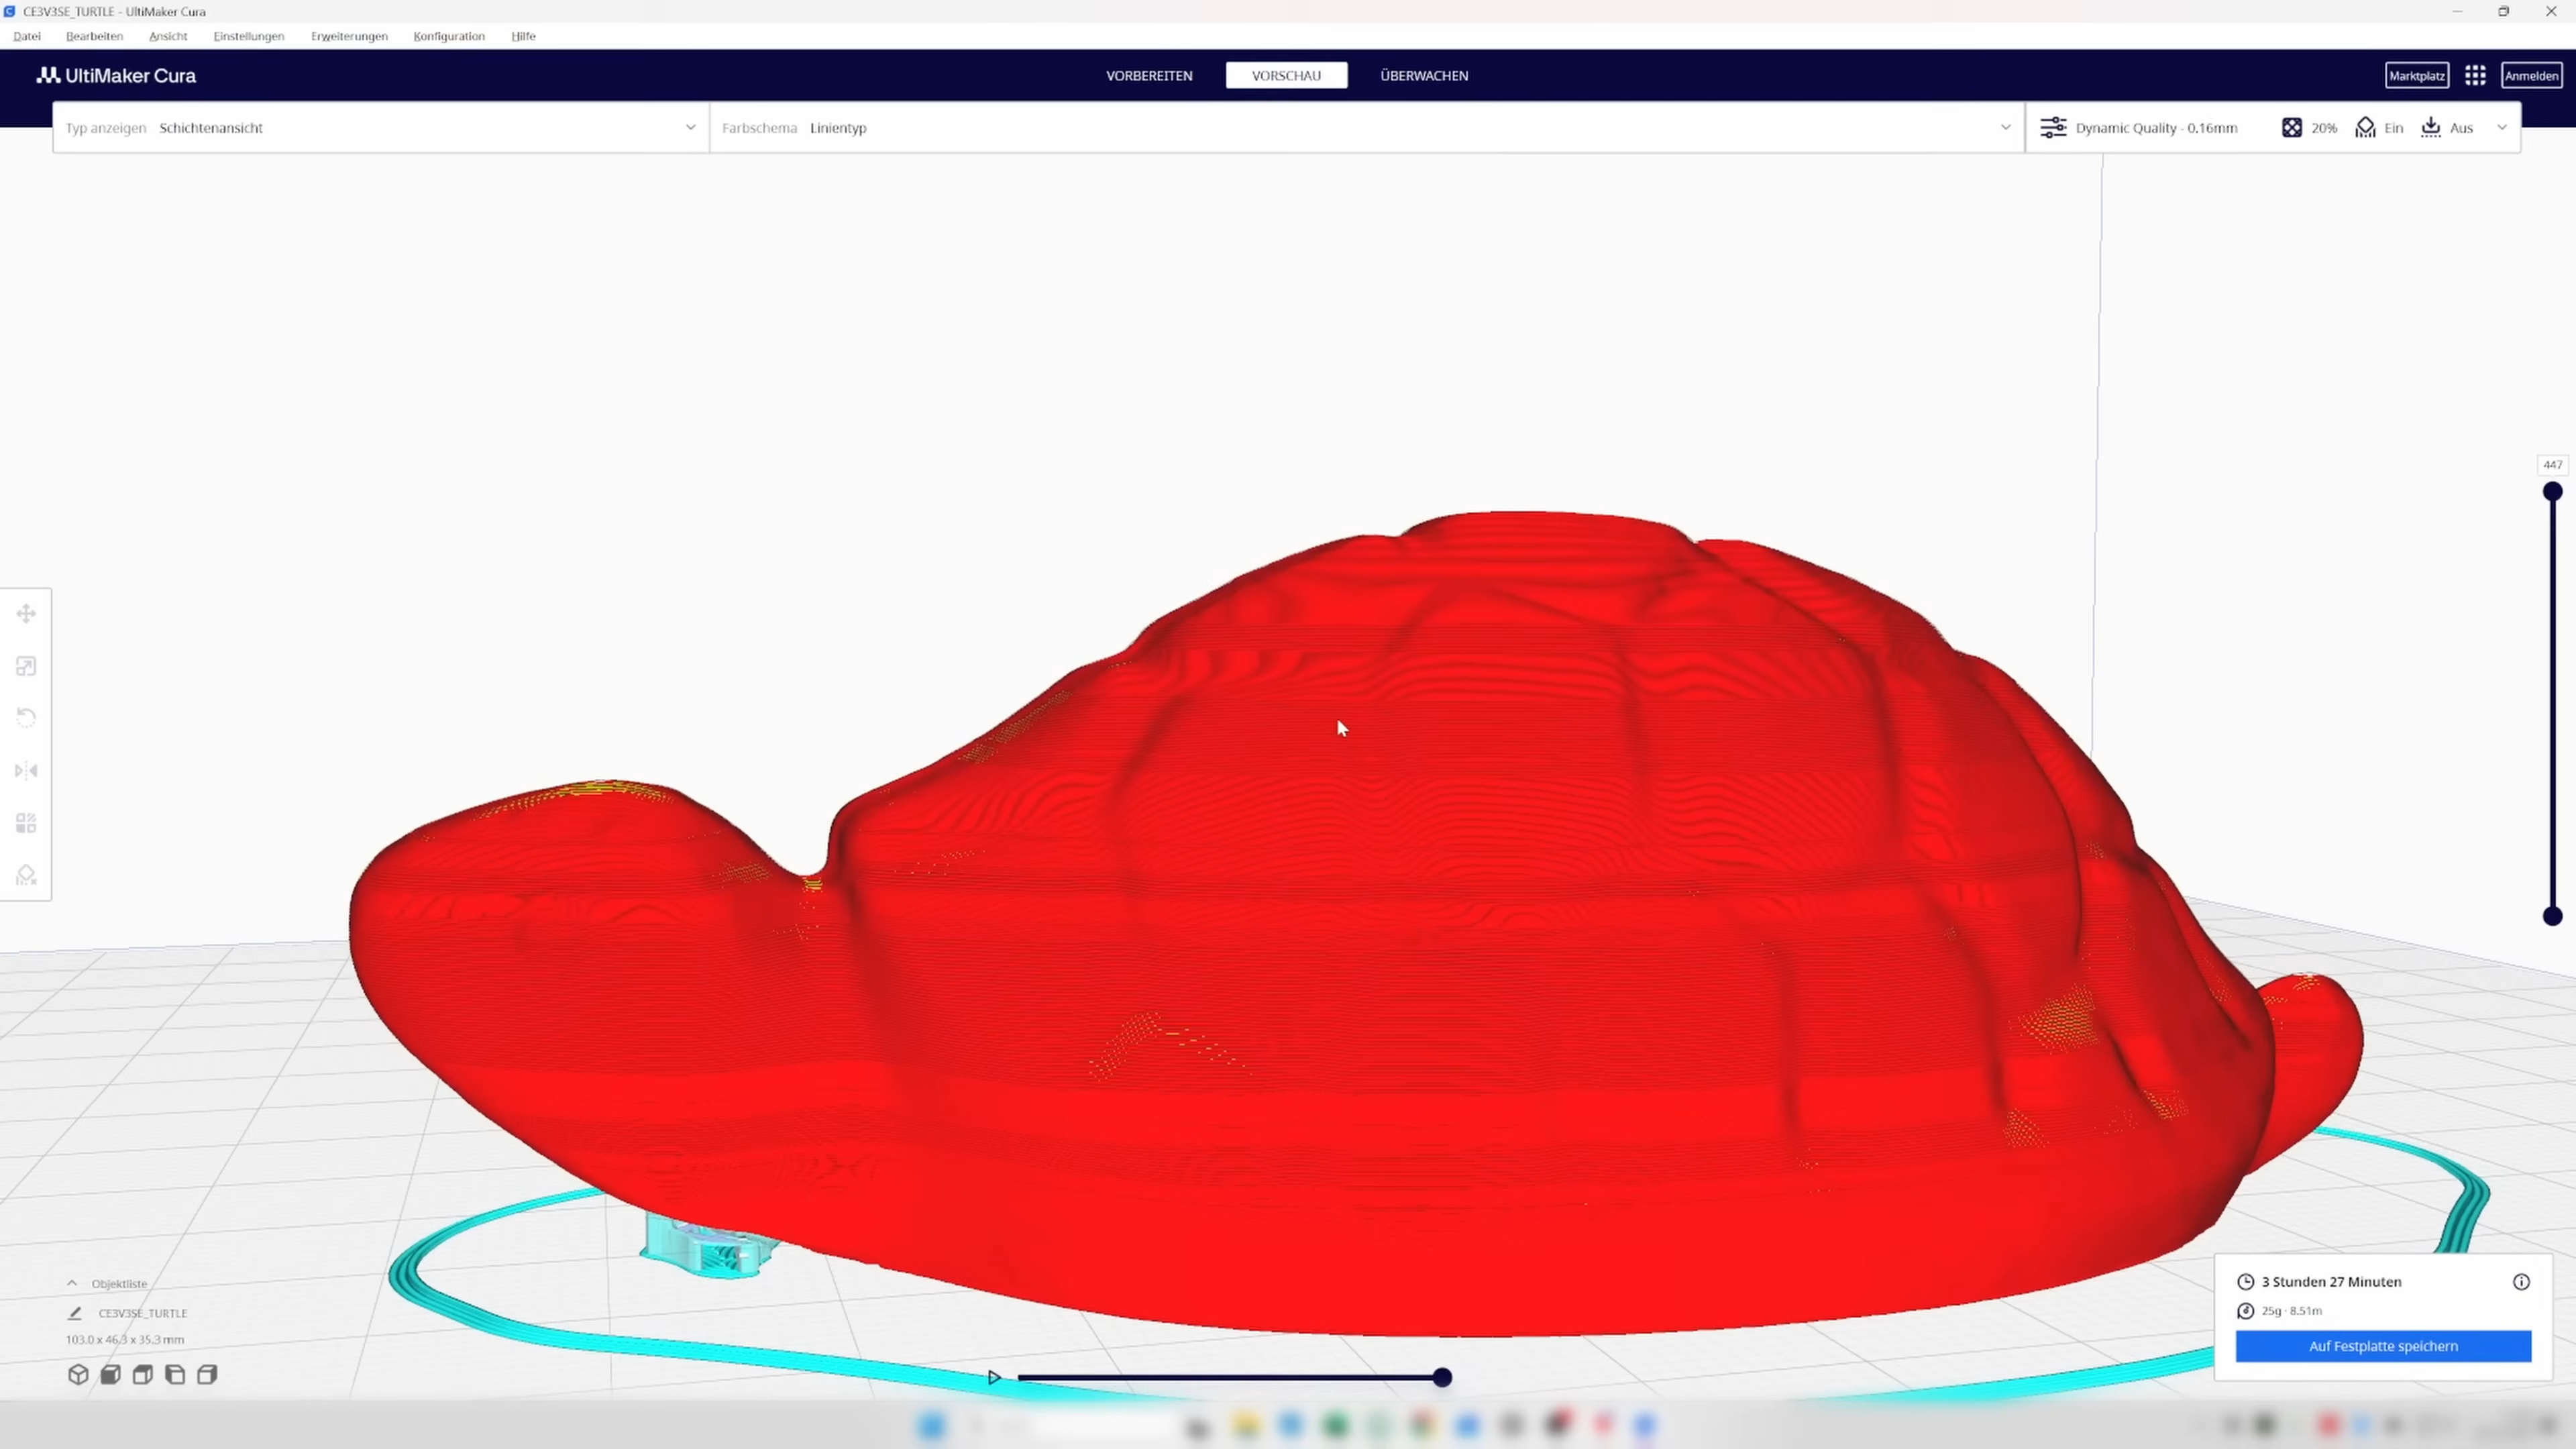 CE3V3SE_TURTLE - UltiMaker Cura
Datei Bearbeiten Ansicht Einstellungen Erweiterungen Konfiguration Hilfe
UltiMaker Cura VORBEREITEN VORSCHAU ÜBERWACHEN Marktplatz Anmelden
Typ anzeigen Schichtenansicht Farbschema Linientyp Dynamic Quality - 0.16mm 20% Ein Aus
447
Objektliste
CE3V3SE_TURTLE
103.0 x 46.3 x 35.3 mm
3 Stunden 27 Minuten
25g · 8.51m
Auf Festplatte speichern